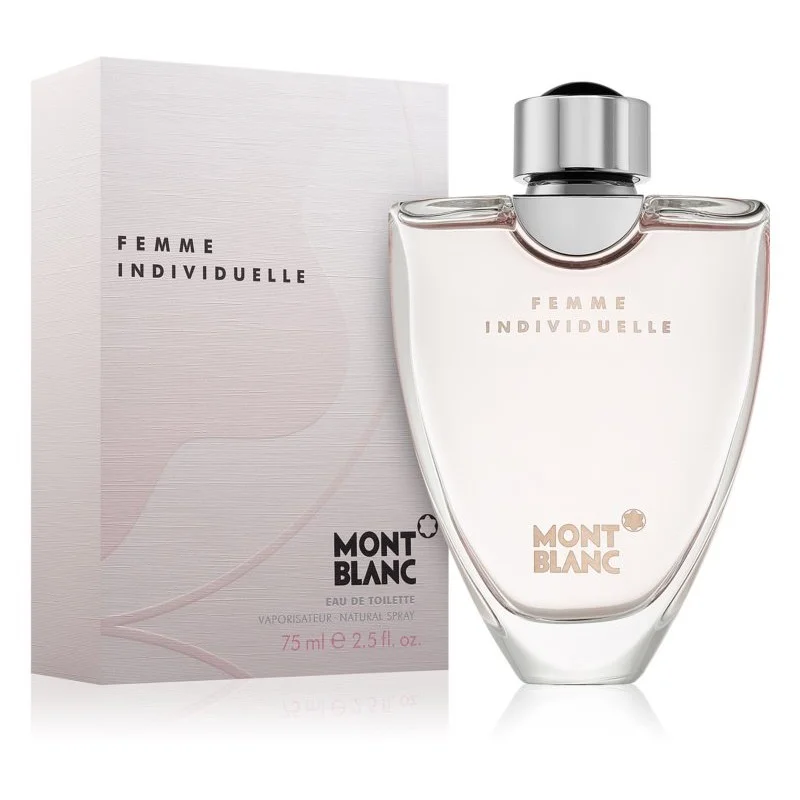 FEMME
INDIVIDUELLE
MONT
BLANC
EAU DE TOILETTE
VAPORISATEUR · NATURAL SPRAY
75 ml ℮ 2.5 fl. oz.
FEMME
INDIVIDUELLE
MONT
BLANC